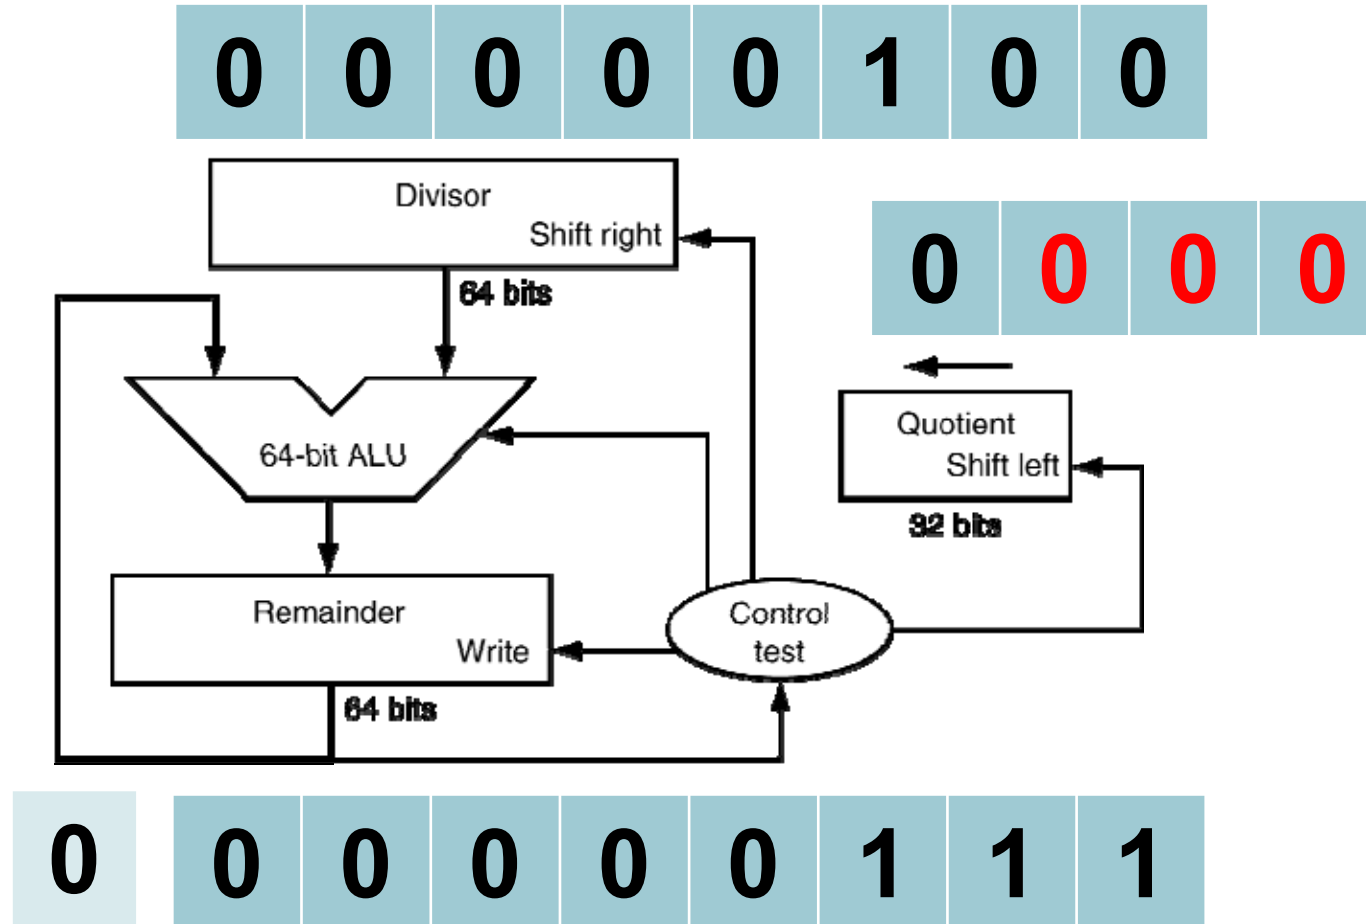 0 0 0 0 0 1 0 0
Divisor
Shift right
64 bits
0 0 0 0
64-bit ALU
Quotient
Shift left
32 bits
Remainder
Write
Control
test
64 bits
0 0 0 0 0 0 1 1 1